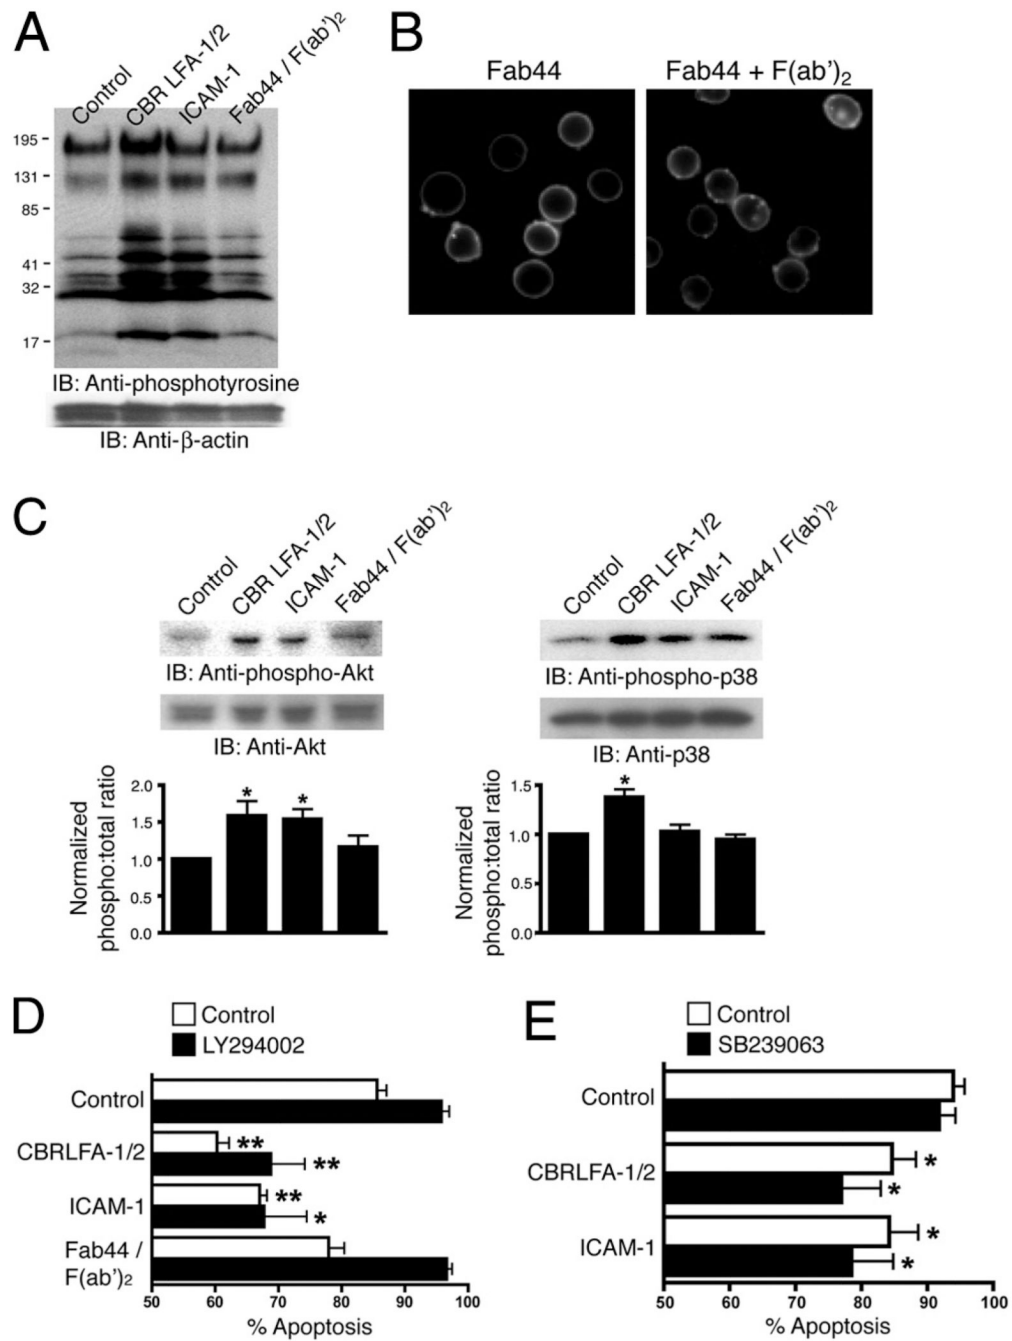 A
Control
CBR LFA-1/2
ICAM-1
Fab44 / F(ab')₂
195
131
85
41
32
17
IB: Anti-phosphotyrosine
IB: Anti-β-actin
B
Fab44
Fab44 + F(ab')₂
C
Control
CBR LFA-1/2
ICAM-1
Fab44 / F(ab')₂
IB: Anti-phospho-Akt
IB: Anti-Akt
Normalized
phospho:total ratio
2.0
1.5
1.0
0.5
0.0
* *
Control
CBR LFA-1/2
ICAM-1
Fab44 / F(ab')₂
IB: Anti-phospho-p38
IB: Anti-p38
Normalized
phospho:total ratio
1.5
1.0
0.5
0.0
*
D
Control
LY294002
Control
CBRLFA-1/2
**
**
ICAM-1
**
*
Fab44 /
F(ab')₂
50 60 70 80 90 100
% Apoptosis
E
Control
SB239063
Control
CBRLFA-1/2
*
*
ICAM-1
*
*
50 60 70 80 90 100
% Apoptosis